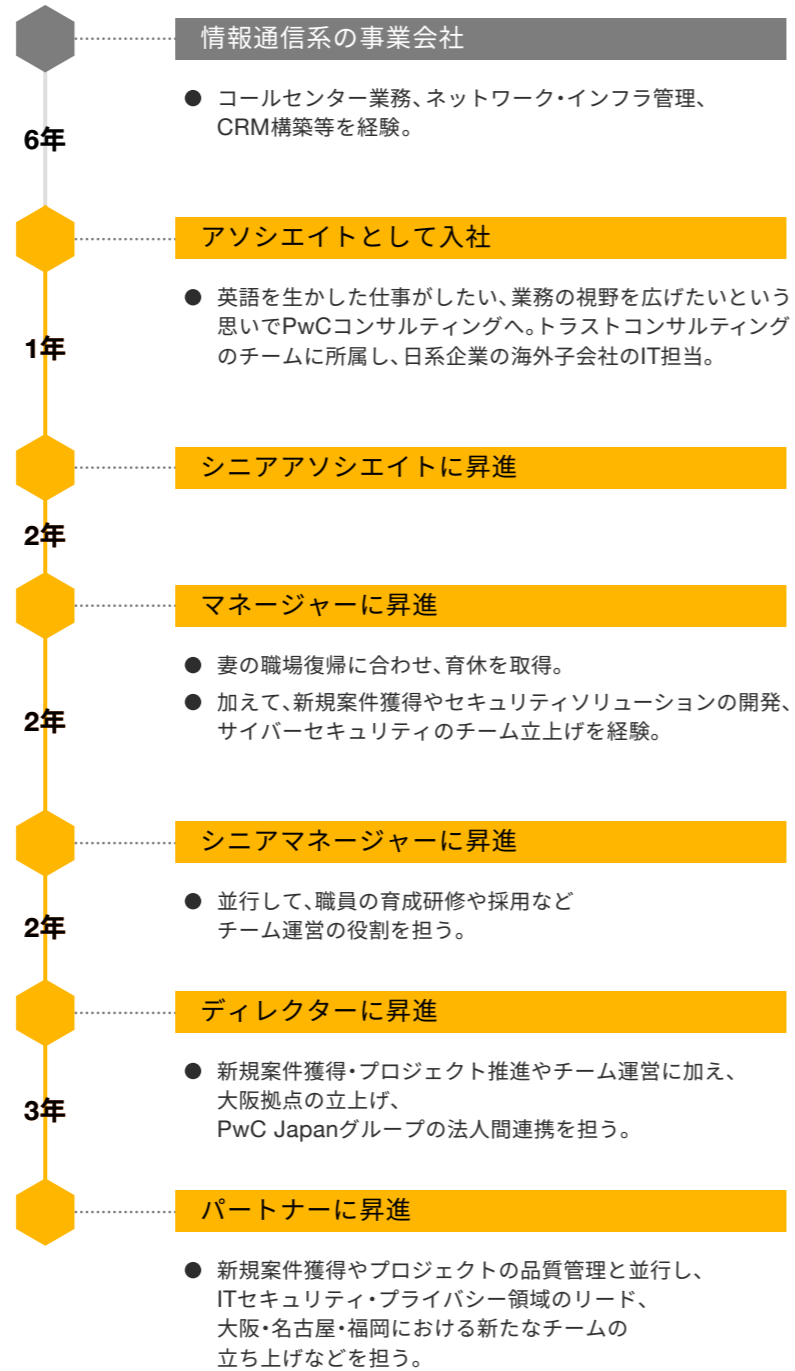 情報通信系の事業会社
● コールセンター業務、ネットワーク・インフラ管理、
CRM構築等を経験。
6年
アソシエイトとして入社
● 英語を生かした仕事がしたい、業務の視野を広げたいという
思いでPwCコンサルティングへ。トラストコンサルティング
のチームに所属し、日系企業の海外子会社のIT担当。
1年
シニアアソシエイトに昇進
2年
マネージャーに昇進
● 妻の職場復帰に合わせ、育休を取得。
● 加えて、新規案件獲得やセキュリティソリューションの開発、
サイバーセキュリティのチーム立上げを経験。
2年
シニアマネージャーに昇進
● 並行して、職員の育成研修や採用など
チーム運営の役割を担う。
2年
ディレクターに昇進
● 新規案件獲得・プロジェクト推進やチーム運営に加え、
大阪拠点の立上げ、
PwC Japanグループの法人間連携を担う。
3年
パートナーに昇進
● 新規案件獲得やプロジェクトの品質管理と並行し、
ITセキュリティ・プライバシー領域のリード、
大阪・名古屋・福岡における新たなチームの
立ち上げなどを担う。